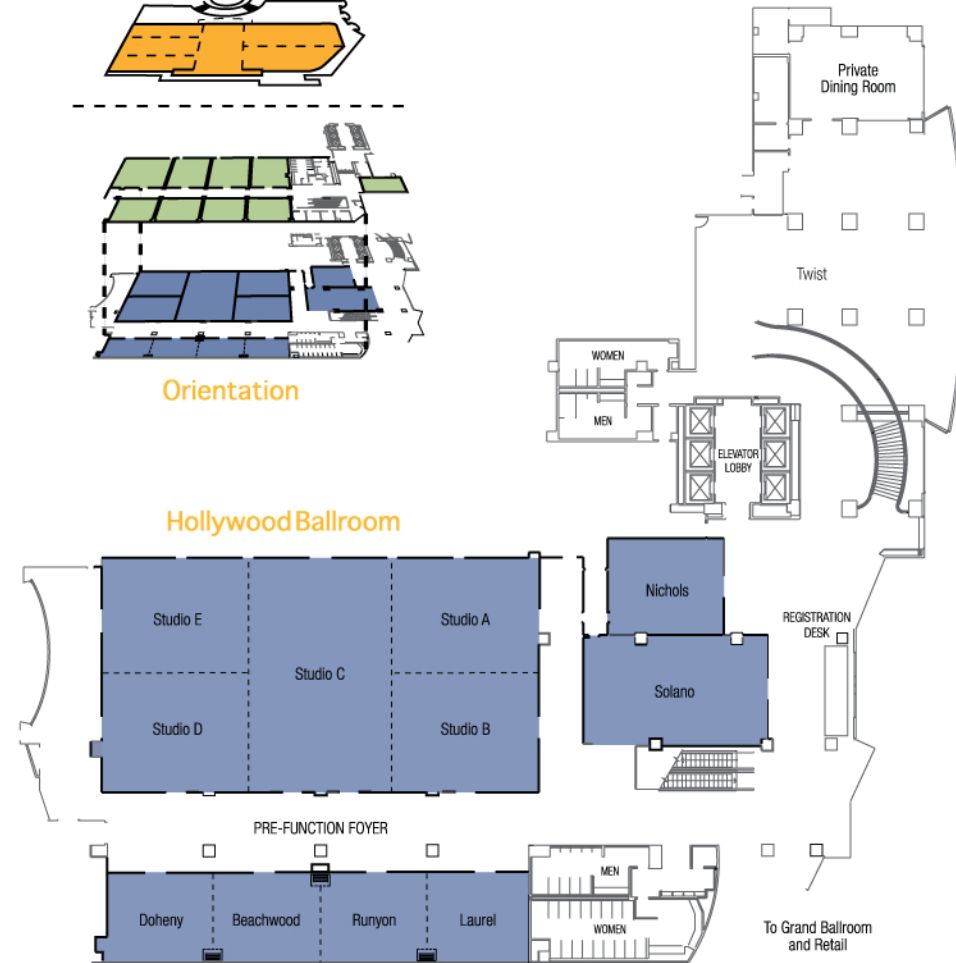 Private
Dining Room
Twist
Orientation
WOMEN
MEN
ELEVATOR
LOBBY
Hollywood Ballroom
Studio E
Studio A
Nichols
REGISTRATION
DESK
Studio C
Solano
Studio D
Studio B
PRE-FUNCTION FOYER
MEN
Doheny
Beachwood
Runyon
Laurel
WOMEN
To Grand Ballroom
and Retail